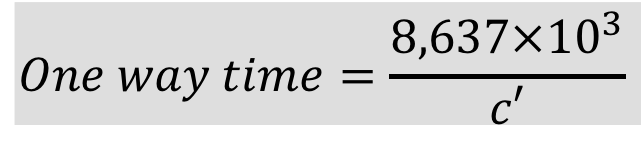 One way time = 8,637×10³ / c′